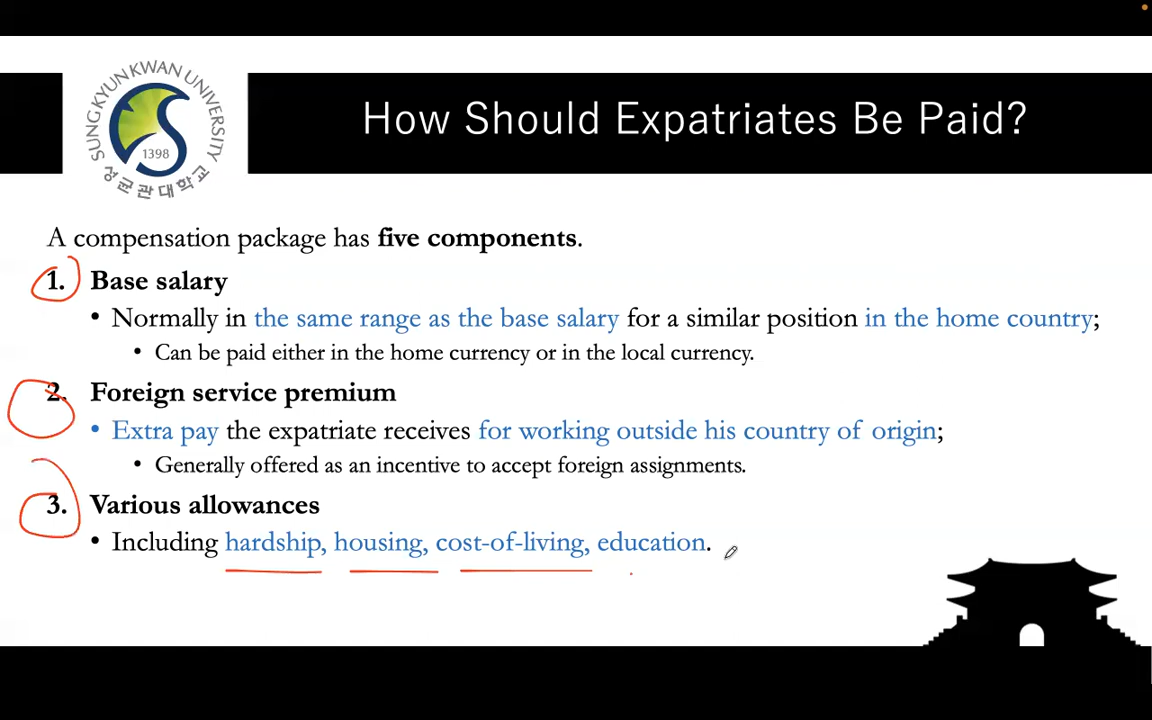 SUNGKYUNKWAN UNIVERSITY
1398
성균관대학교
How Should Expatriates Be Paid?
A compensation package has five components.
1. Base salary
• Normally in the same range as the base salary for a similar position in the home country;
• Can be paid either in the home currency or in the local currency.
2. Foreign service premium
• Extra pay the expatriate receives for working outside his country of origin;
• Generally offered as an incentive to accept foreign assignments.
3. Various allowances
• Including hardship, housing, cost-of-living, education.